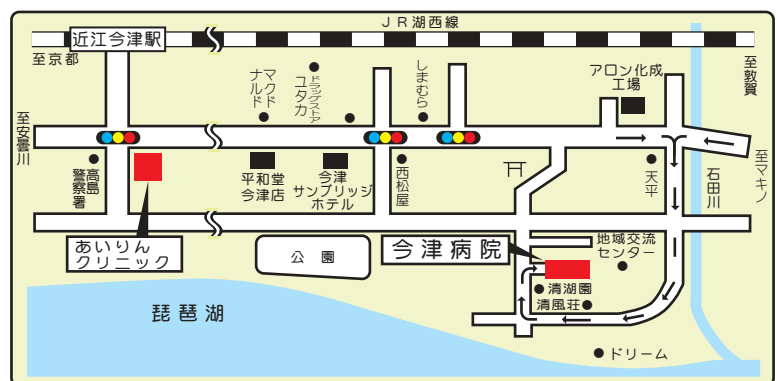 JR湖西線
近江今津駅
至京都
至敦賀
マクド
ナルド
ドラッグストア
ユタカ
しまむら
アロン化成
工場
至安曇川
至マキノ
高島
警察署
平和堂
今津店
今津
サンブリッジ
ホテル
西松屋
天平
石田川
あいりん
クリニック
公園
今津病院
地域交流
センター
清湖園
清風荘
琵琶湖
ドリーム